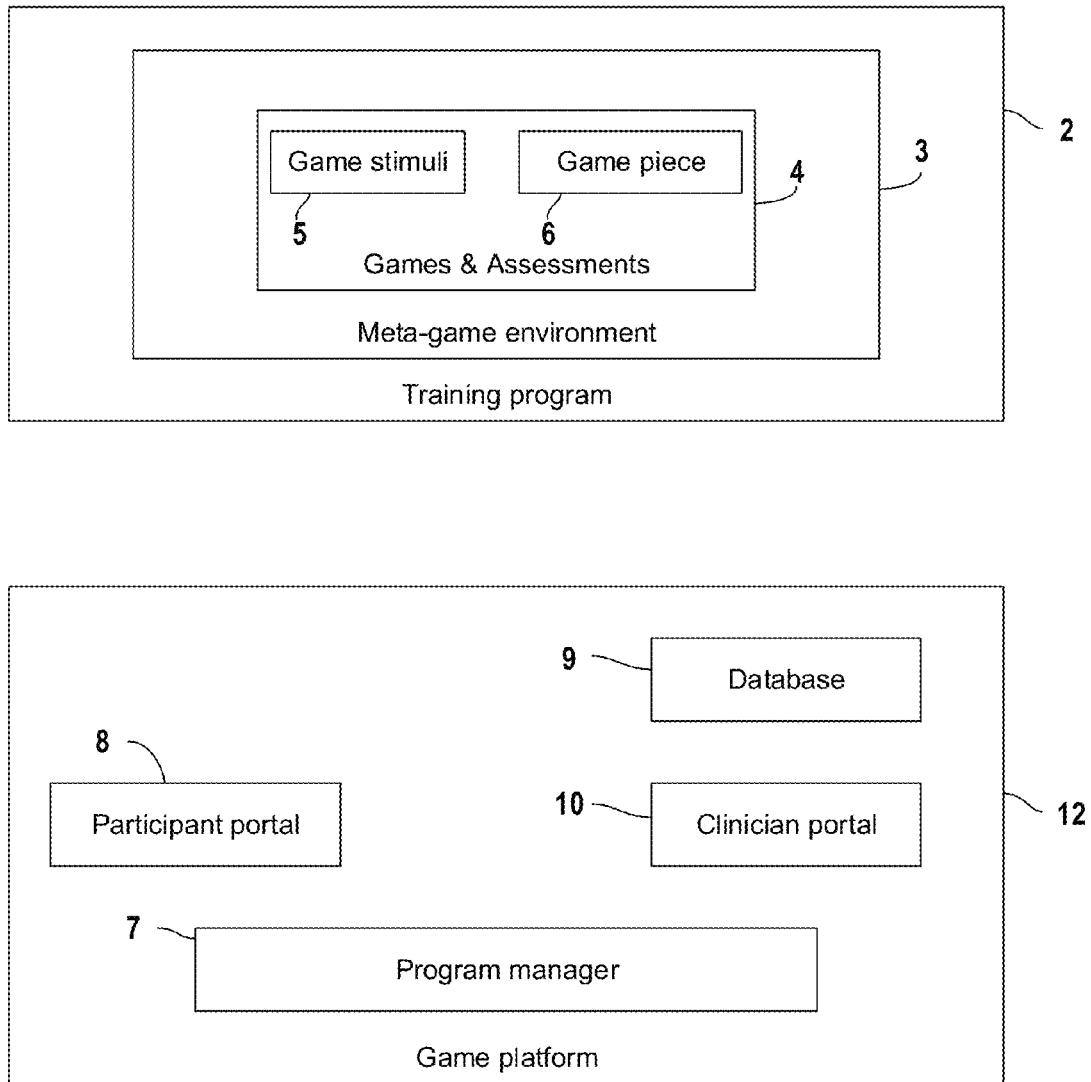 2
3
Game stimuli Game piece 4
5 6
Games & Assessments
Meta-game environment
Training program
9
Database
8
10 12
Participant portal Clinician portal
7
Program manager
Game platform